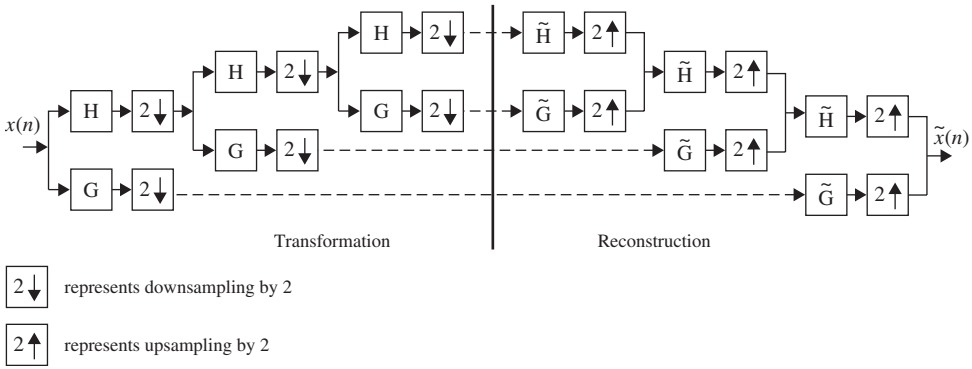 H 2↓ H̃ 2↑
H 2↓ H̃ 2↑
H 2↓ G 2↓ G̃ 2↑ H̃ 2↑
x(n) x̃(n)
G 2↓ G̃ 2↑
G 2↓ G̃ 2↑
Transformation Reconstruction
2↓ represents downsampling by 2
2↑ represents upsampling by 2